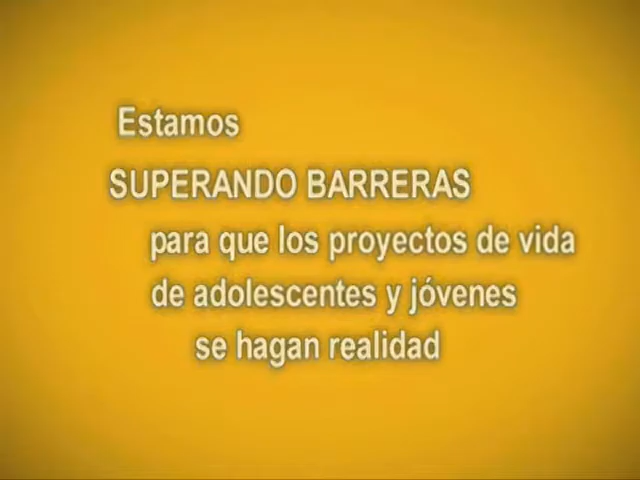 Estamos
SUPERANDO BARRERAS
para que los proyectos de vida
de adolescentes y jóvenes
se hagan realidad